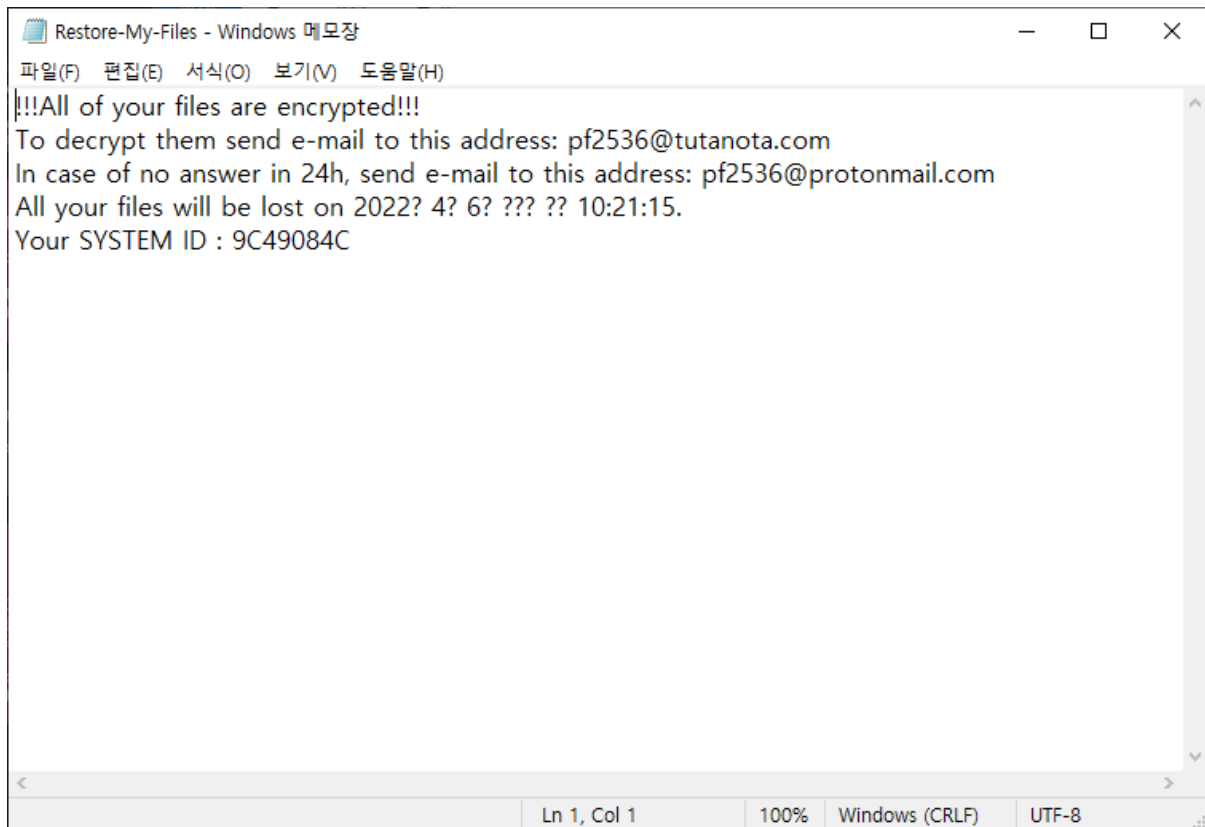 Restore-My-Files - Windows 메모장
파일(F) 편집(E) 서식(O) 보기(V) 도움말(H)
!!!All of your files are encrypted!!!
To decrypt them send e-mail to this address: pf2536@tutanota.com
In case of no answer in 24h, send e-mail to this address: pf2536@protonmail.com
All your files will be lost on 2022? 4? 6? ??? ?? 10:21:15.
Your SYSTEM ID : 9C49084C
Ln 1, Col 1 100% Windows (CRLF) UTF-8